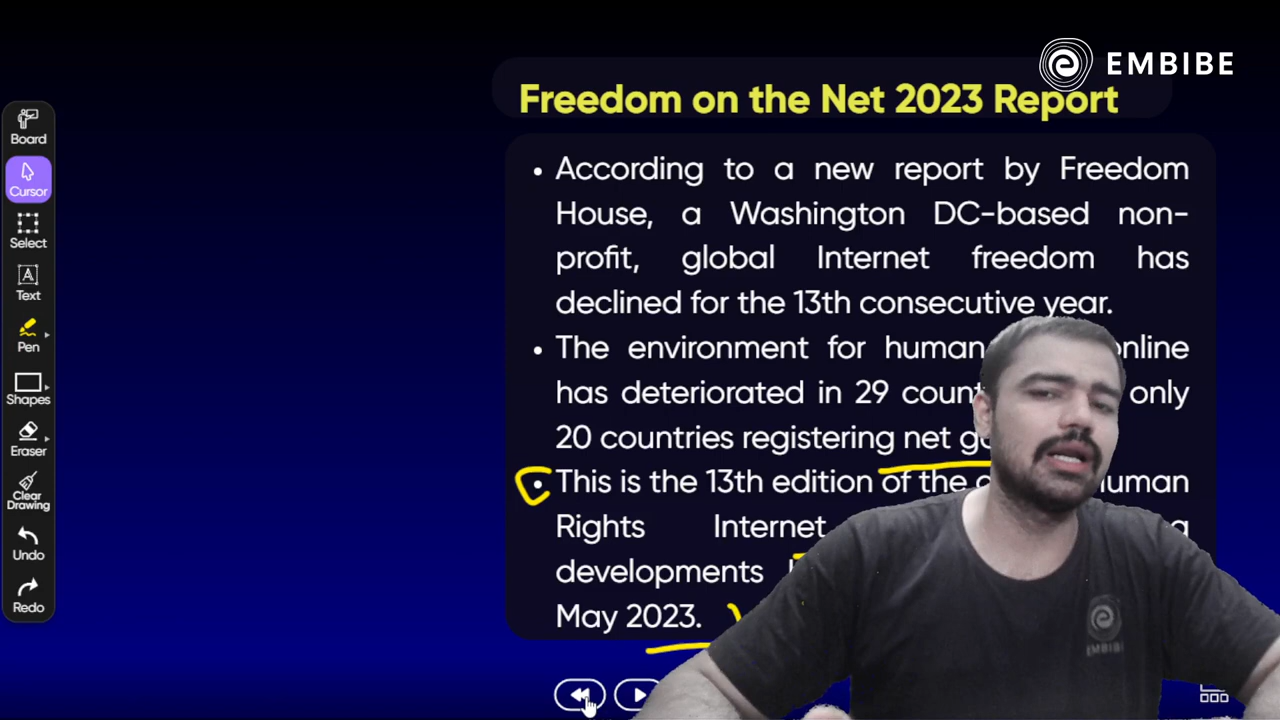 EMBIBE
Freedom on the Net 2023 Report
Board
Cursor
Select
Text
Pen
Shapes
Eraser
Clear
Drawing
Undo
Redo
• According to a new report by Freedom
House, a Washington DC-based non-
profit, global Internet freedom has
declined for the 13th consecutive year.
• The environment for human online
has deteriorated in 29 only
20 countries registering net
• This is the 13th edition of the human
Rights Internet
developments
May 2023.
EMBIBE